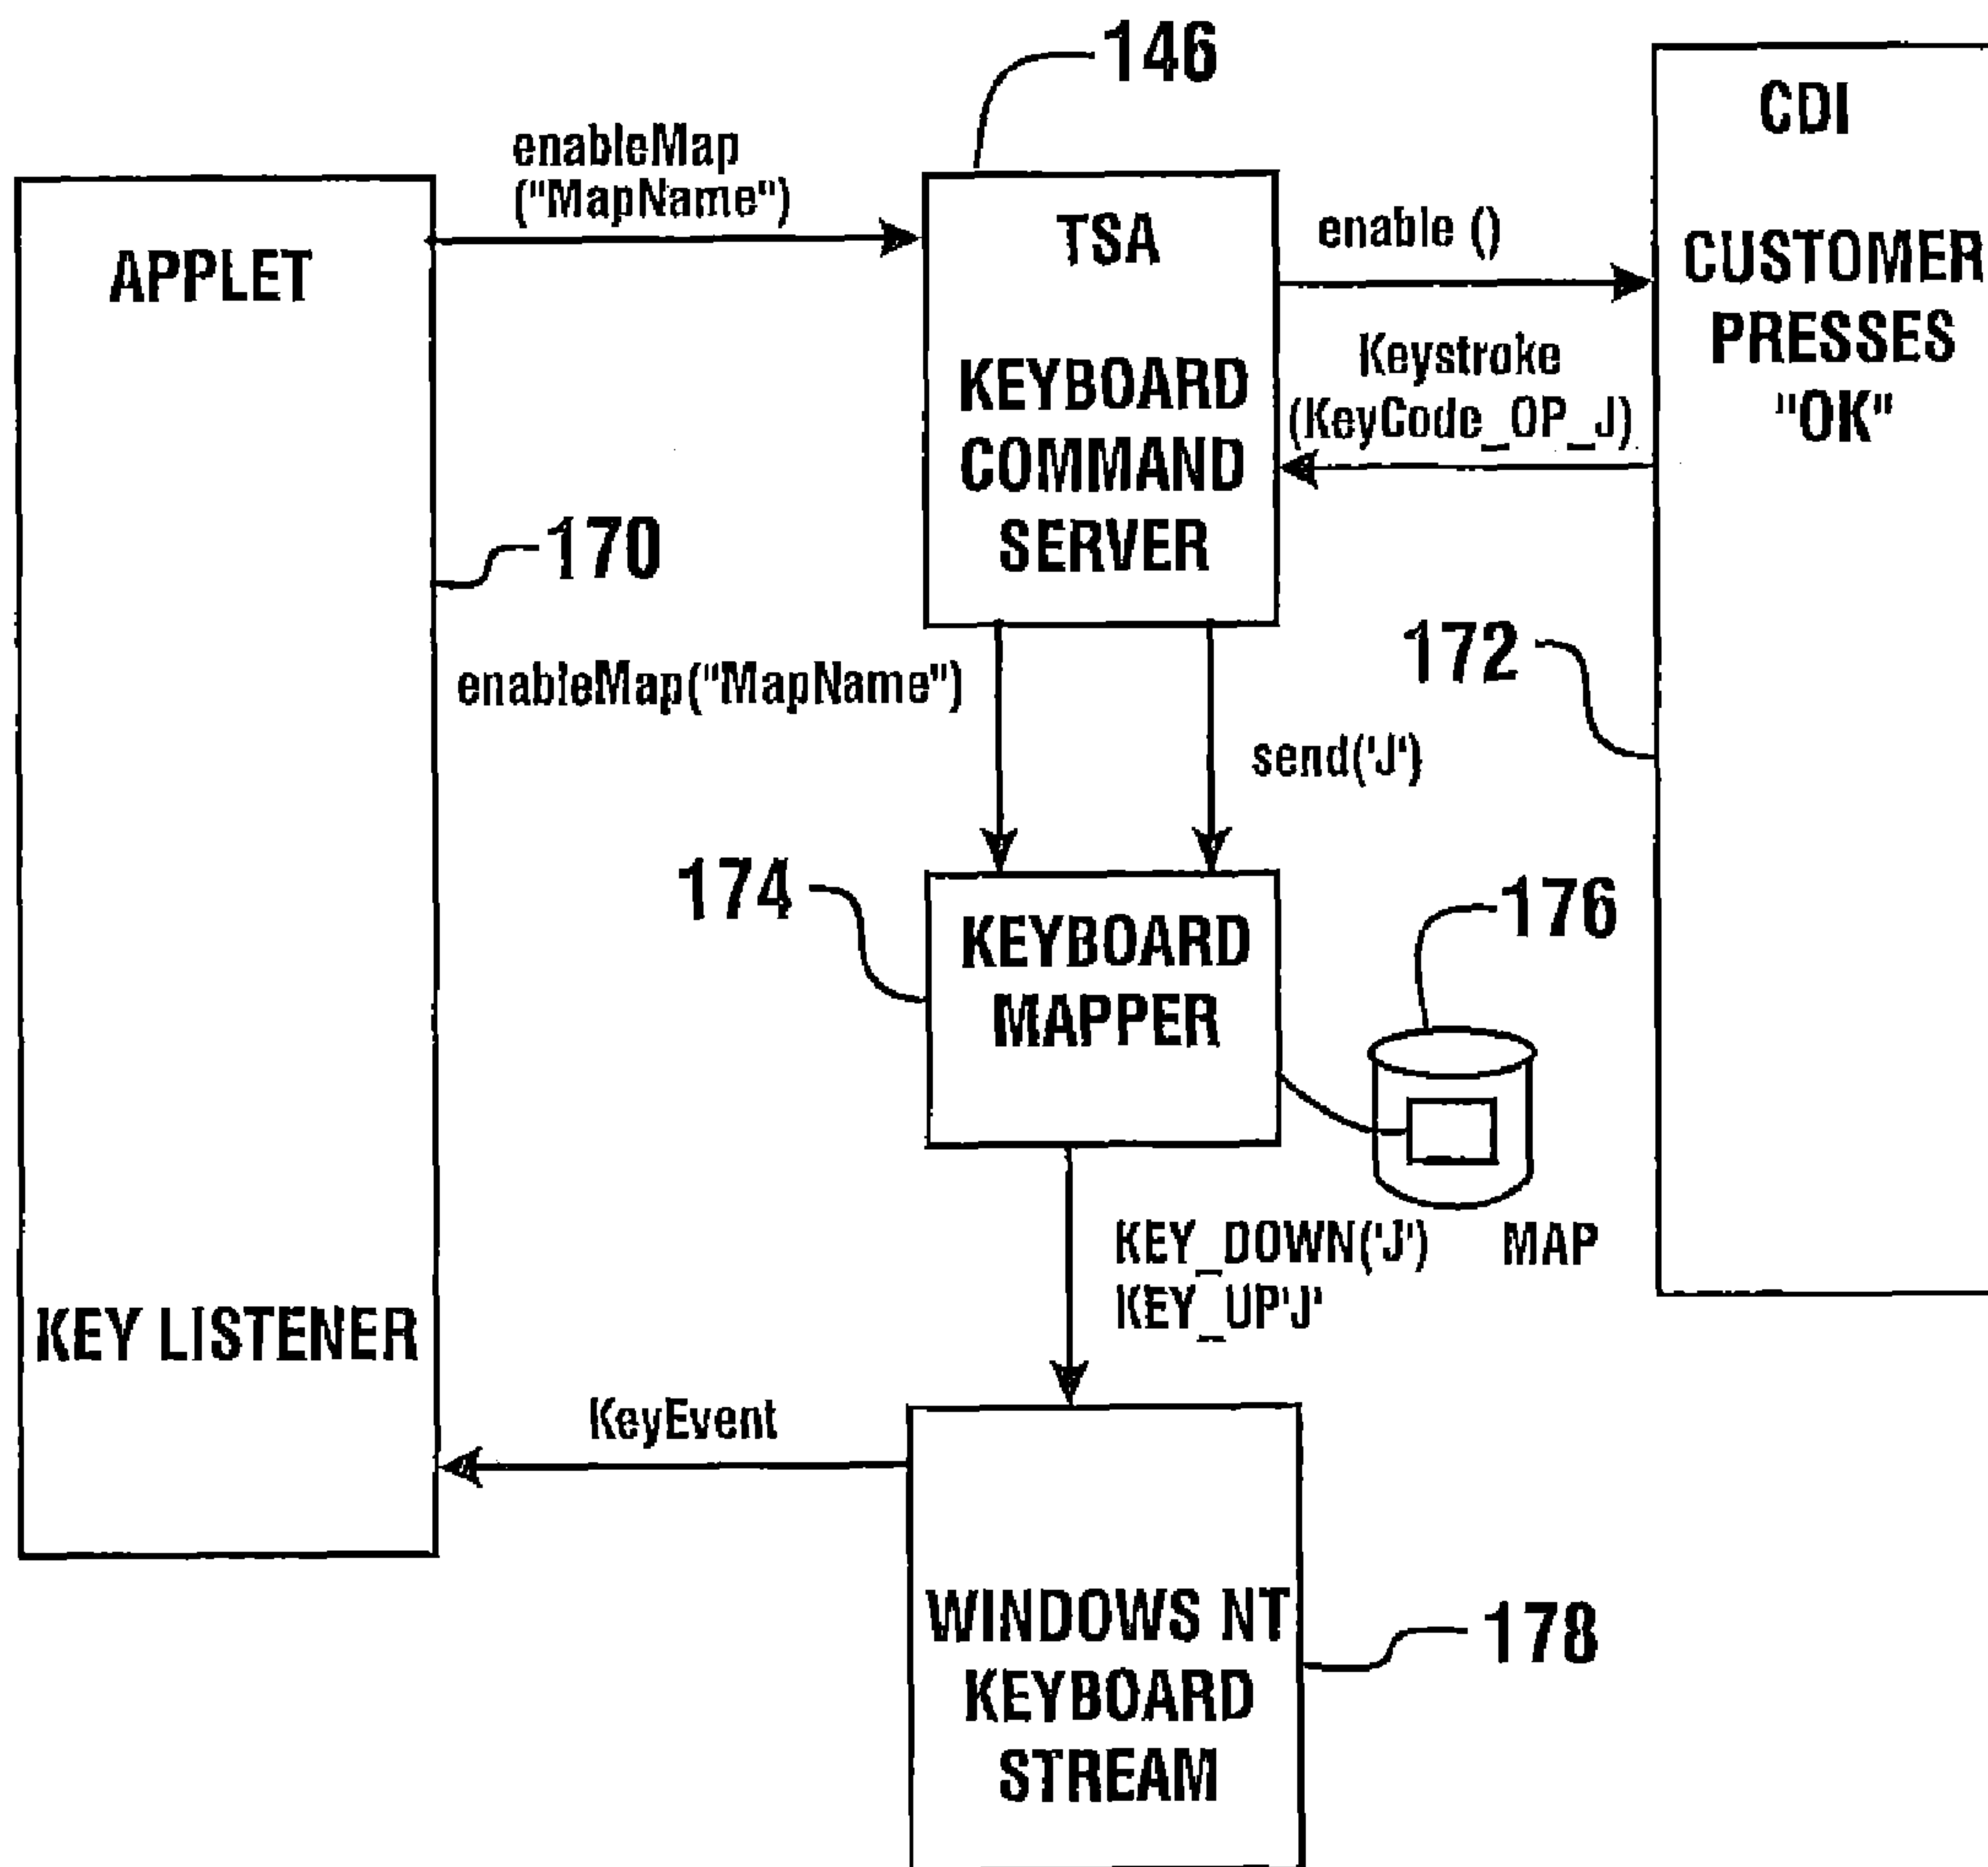 146
CDI
enableMap
("MapName")
APPLET
TSA
enable ()
CUSTOMER
PRESSES
"OK"
Keystroke
(KeyCode_OP_J)
KEYBOARD
COMMAND
SERVER
170
172
enableMap("MapName")
send('J')
174
176
KEYBOARD
MAPPER
KEY_DOWN('J')
KEY_UP'J'
MAP
KEY LISTENER
KeyEvent
WINDOWS NT
KEYBOARD
STREAM
178